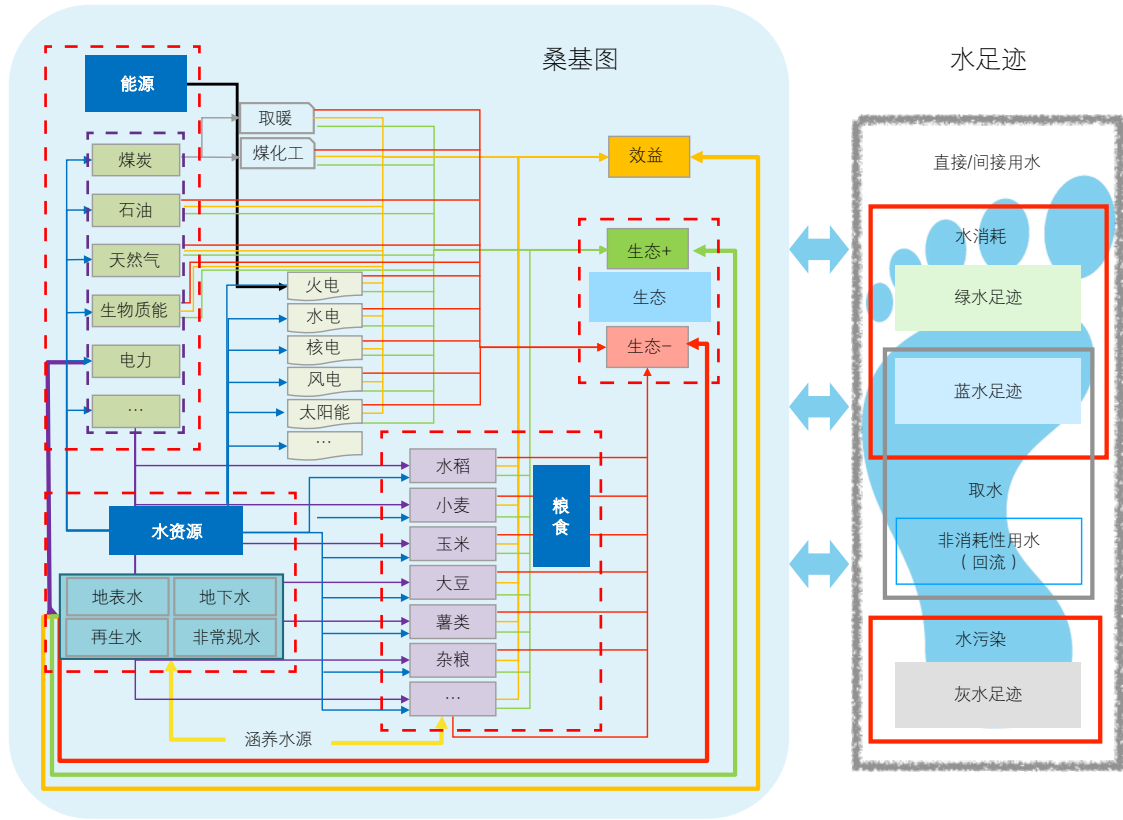 桑基图
水足迹
能源
取暖
煤化工
煤炭
石油
天然气
生物质能
电力
…
火电
水电
核电
风电
太阳能
…
效益
生态+
生态
生态−
水稻
小麦
玉米
大豆
薯类
杂粮
…
粮
食
水资源
地表水
地下水
再生水
非常规水
涵养水源
直接/间接用水
水消耗
绿水足迹
蓝水足迹
取水
非消耗性用水
（回流）
水污染
灰水足迹